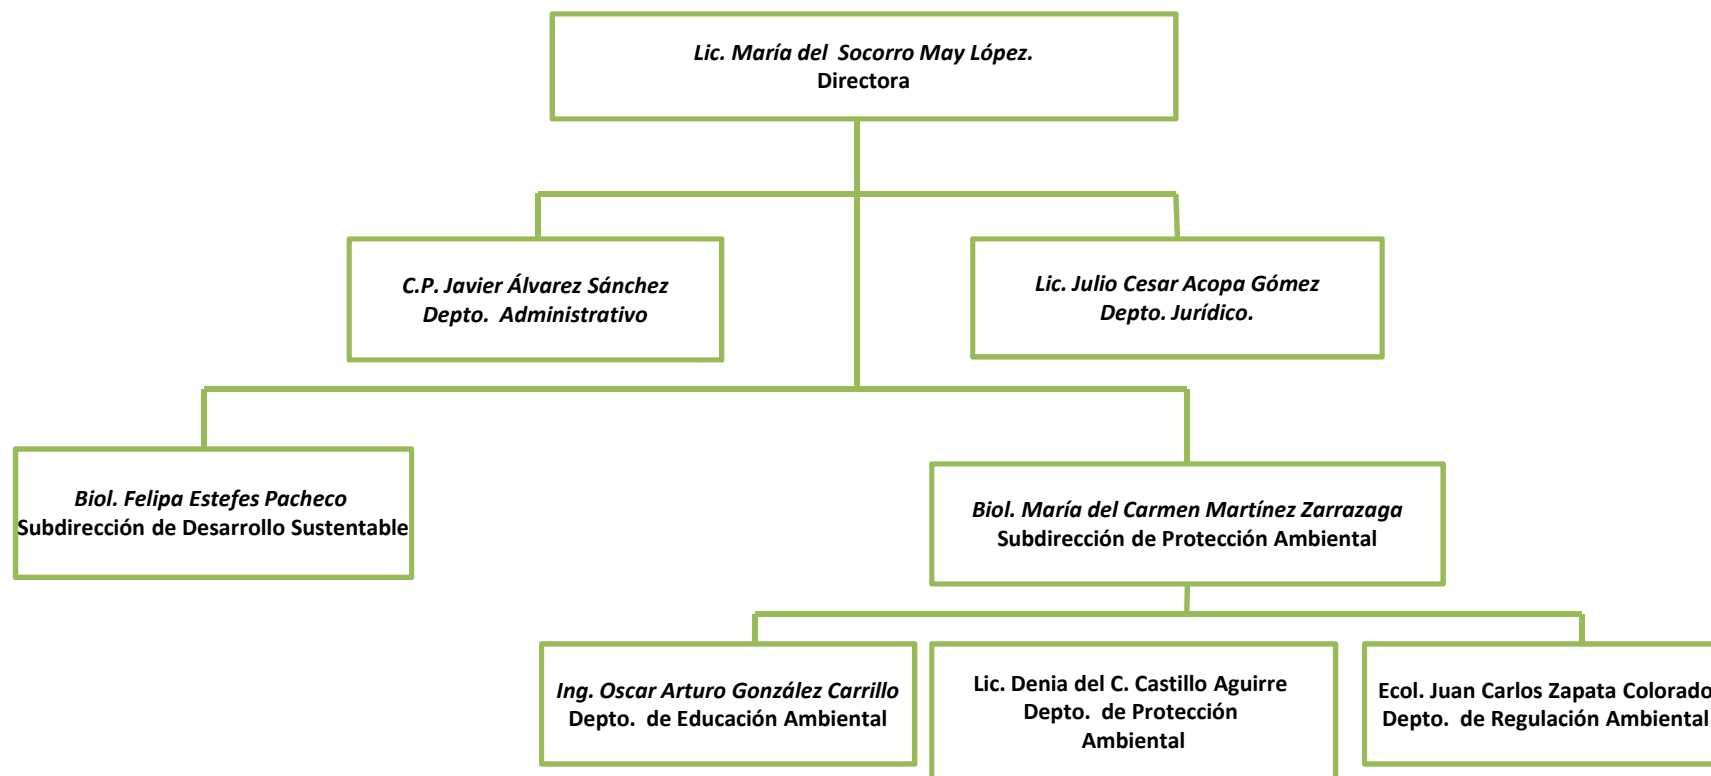 Lic. María del  Socorro May López.
Directora
C.P. Javier Álvarez Sánchez
Depto.  Administrativo
Lic. Julio Cesar Acopa Gómez
Depto. Jurídico.
Biol. Felipa Estefes Pacheco
Subdirección de Desarrollo Sustentable
Biol. María del Carmen Martínez Zarrazaga
Subdirección de Protección Ambiental
Ing. Oscar Arturo González Carrillo
Depto.  de Educación Ambiental
Lic. Denia del C. Castillo Aguirre
Depto.  de Protección
Ambiental
Ecol. Juan Carlos Zapata Colorado
Depto.  de Regulación Ambiental